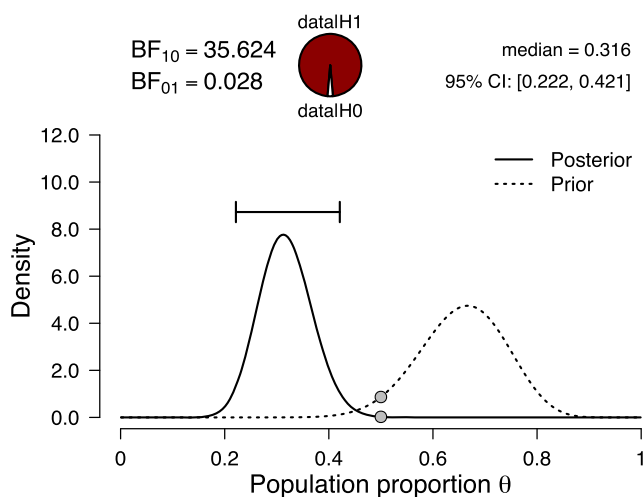 data|H1
BF₁₀ = 35.624
BF₀₁ = 0.028
data|H0
median = 0.316
95% CI: [0.222, 0.421]
Posterior
Prior
Density
12.0
10.0
8.0
6.0
4.0
2.0
0.0
0 0.2 0.4 0.6 0.8 1
Population proportion θ